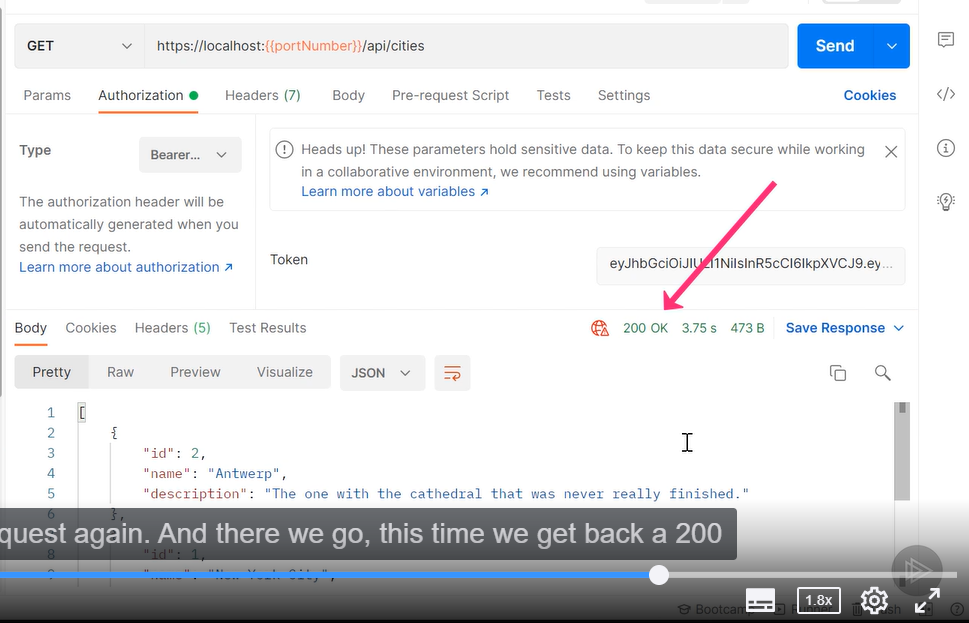 GET
https://localhost:{{portNumber}}/api/cities
Send
Params Authorization Headers (7) Body Pre-request Script Tests Settings Cookies
Type
Bearer...
Heads up! These parameters hold sensitive data. To keep this data secure while working
in a collaborative environment, we recommend using variables.
Learn more about variables ↗
The authorization header will be
automatically generated when you
send the request.
Learn more about authorization ↗
Token
Body Cookies Headers (5) Test Results 200 OK 3.75 s 473 B Save Response
Pretty Raw Preview Visualize JSON
1 [
2 {
3 "id": 2,
4 "name": "Antwerp",
5 "description": "The one with the cathedral that was never really finished."
6 },
quest again. And there we go, this time we get back a 200
8 "id": 1,
9 "name": "New York City",
1.8x
Bootcamp Runner